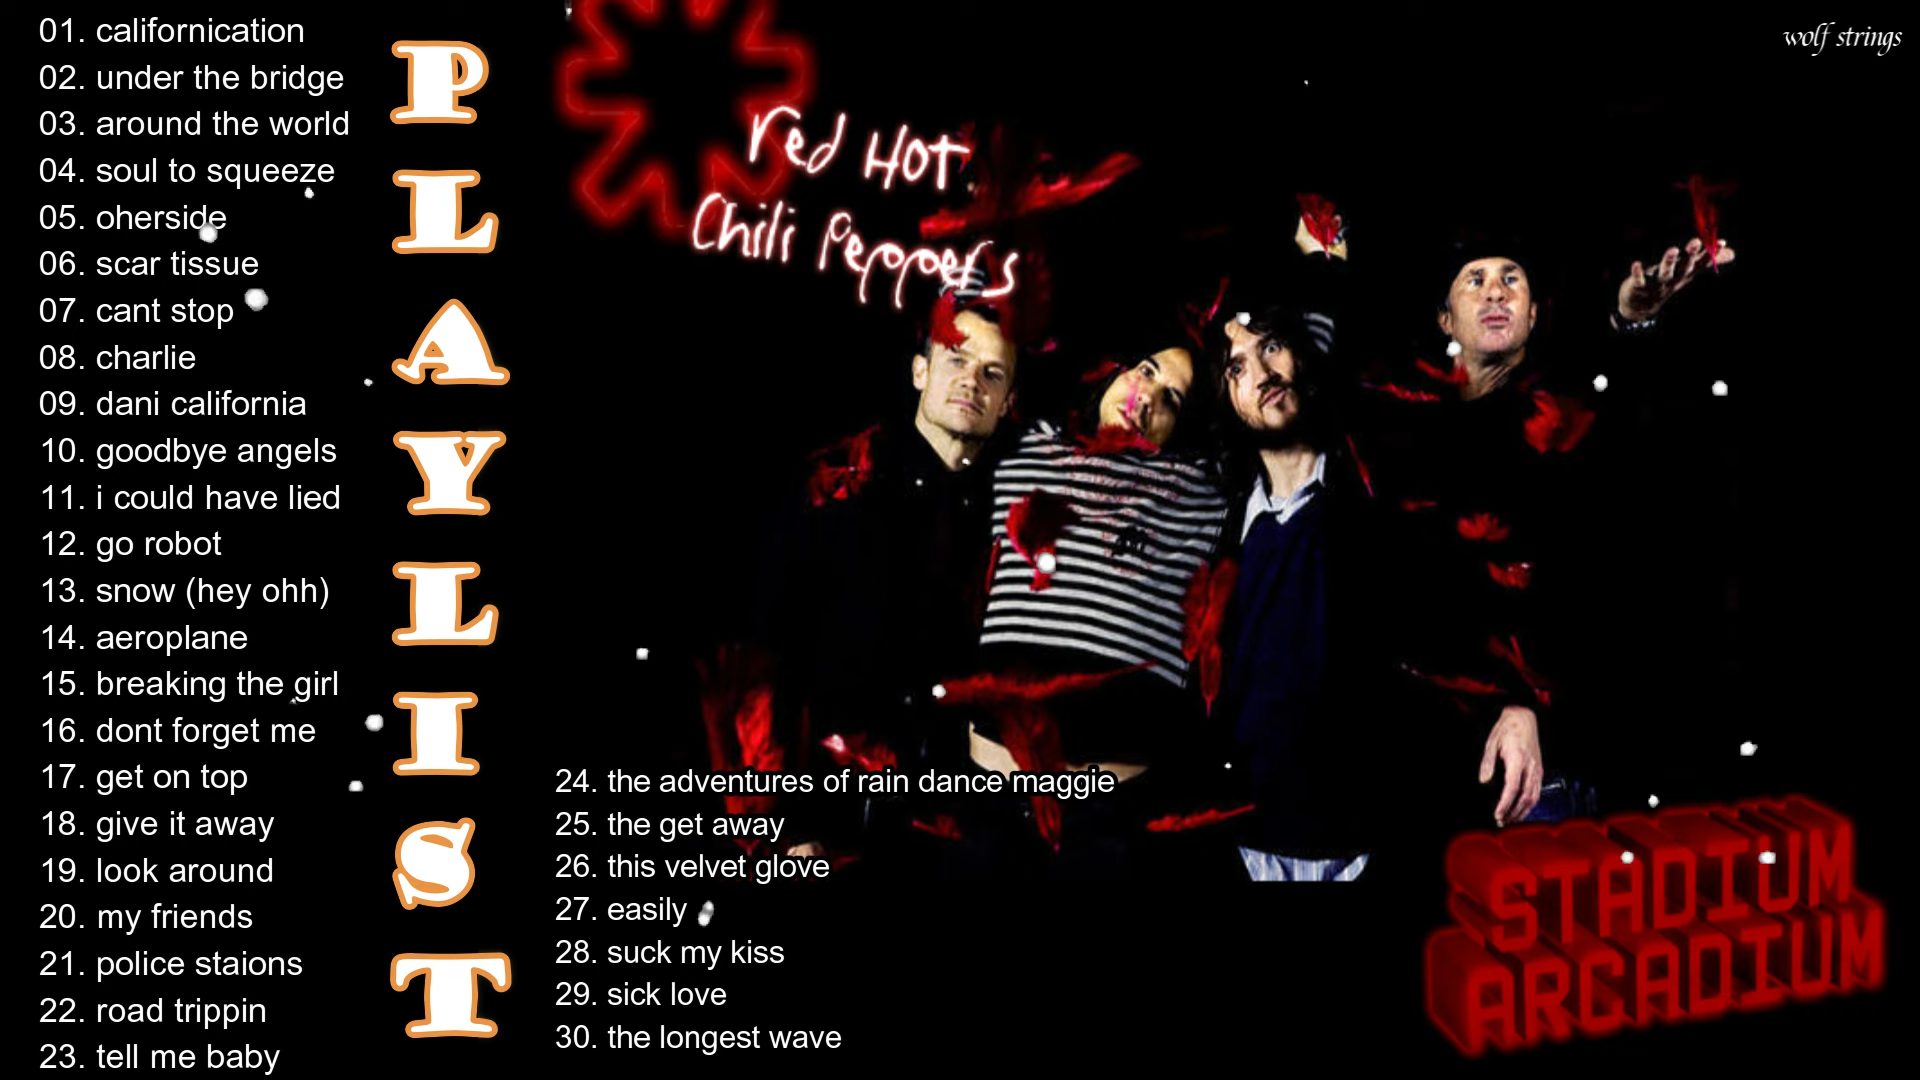 01. californication
02. under the bridge
03. around the world
04. soul to squeeze
05. oherside
06. scar tissue
07. cant stop
08. charlie
09. dani california
10. goodbye angels
11. i could have lied
12. go robot
13. snow (hey ohh)
14. aeroplane
15. breaking the girl
16. dont forget me
17. get on top
18. give it away
19. look around
20. my friends
21. police staions
22. road trippin
23. tell me baby
PLAYLIST
red HOT
Chili Peppers
wolf strings
24. the adventures of rain dance maggie
25. the get away
26. this velvet glove
27. easily
28. suck my kiss
29. sick love
30. the longest wave
STADIUM
ARCADIUM